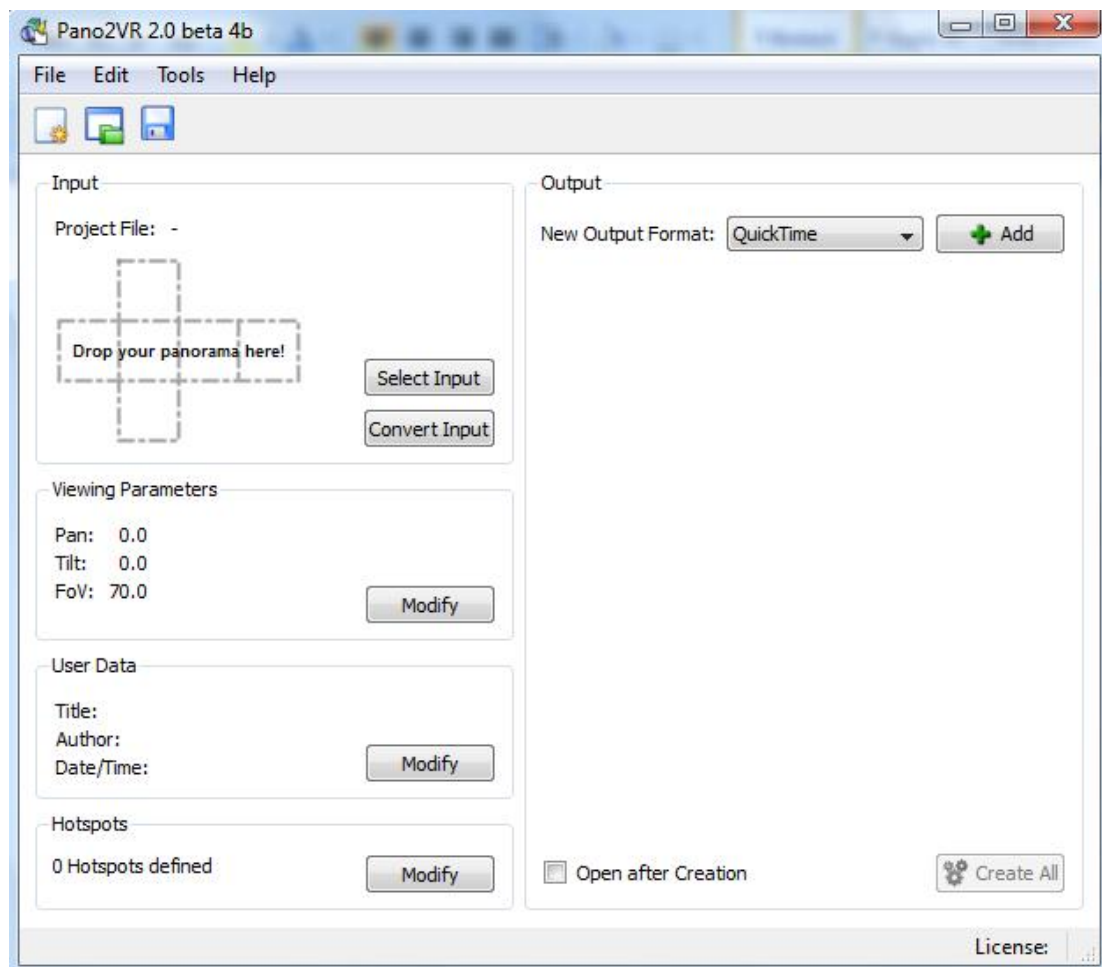 Pano2VR 2.0 beta 4b
File Edit Tools Help
Input
Project File: -
Drop your panorama here!
Select Input
Convert Input
Viewing Parameters
Pan: 0.0
Tilt: 0.0
FoV: 70.0
Modify
User Data
Title:
Author:
Date/Time:
Modify
Hotspots
0 Hotspots defined
Modify
Output
New Output Format: QuickTime Add
Open after Creation
Create All
License: